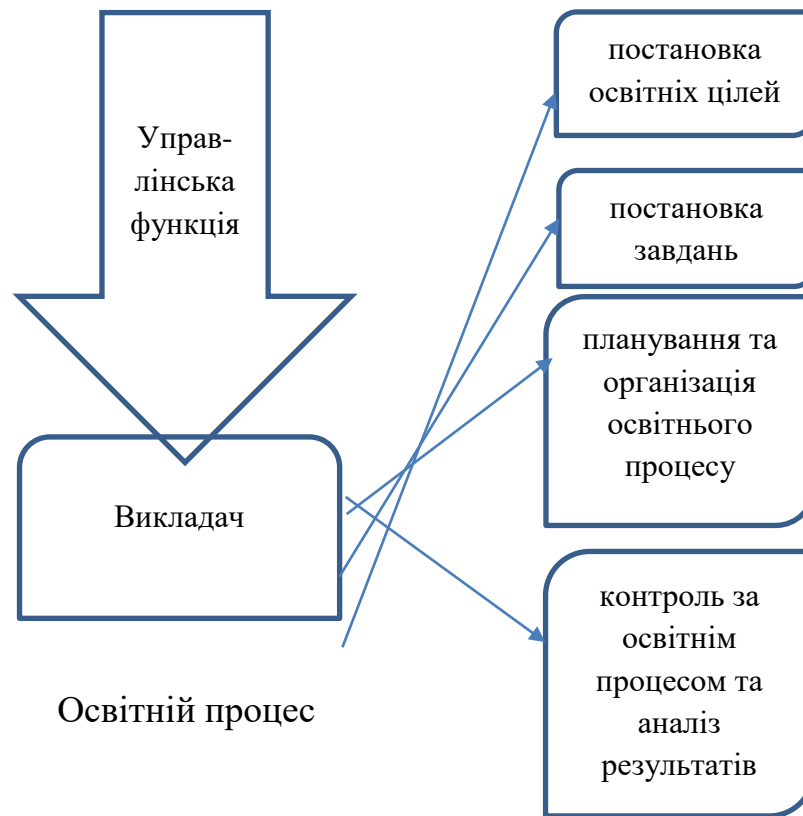 Управ-
лінська
функція
Викладач
Освітній процес
постановка
освітніх цілей
постановка
завдань
планування та
організація
освітнього
процесу
контроль за
освітнім
процесом та
аналіз
результатів